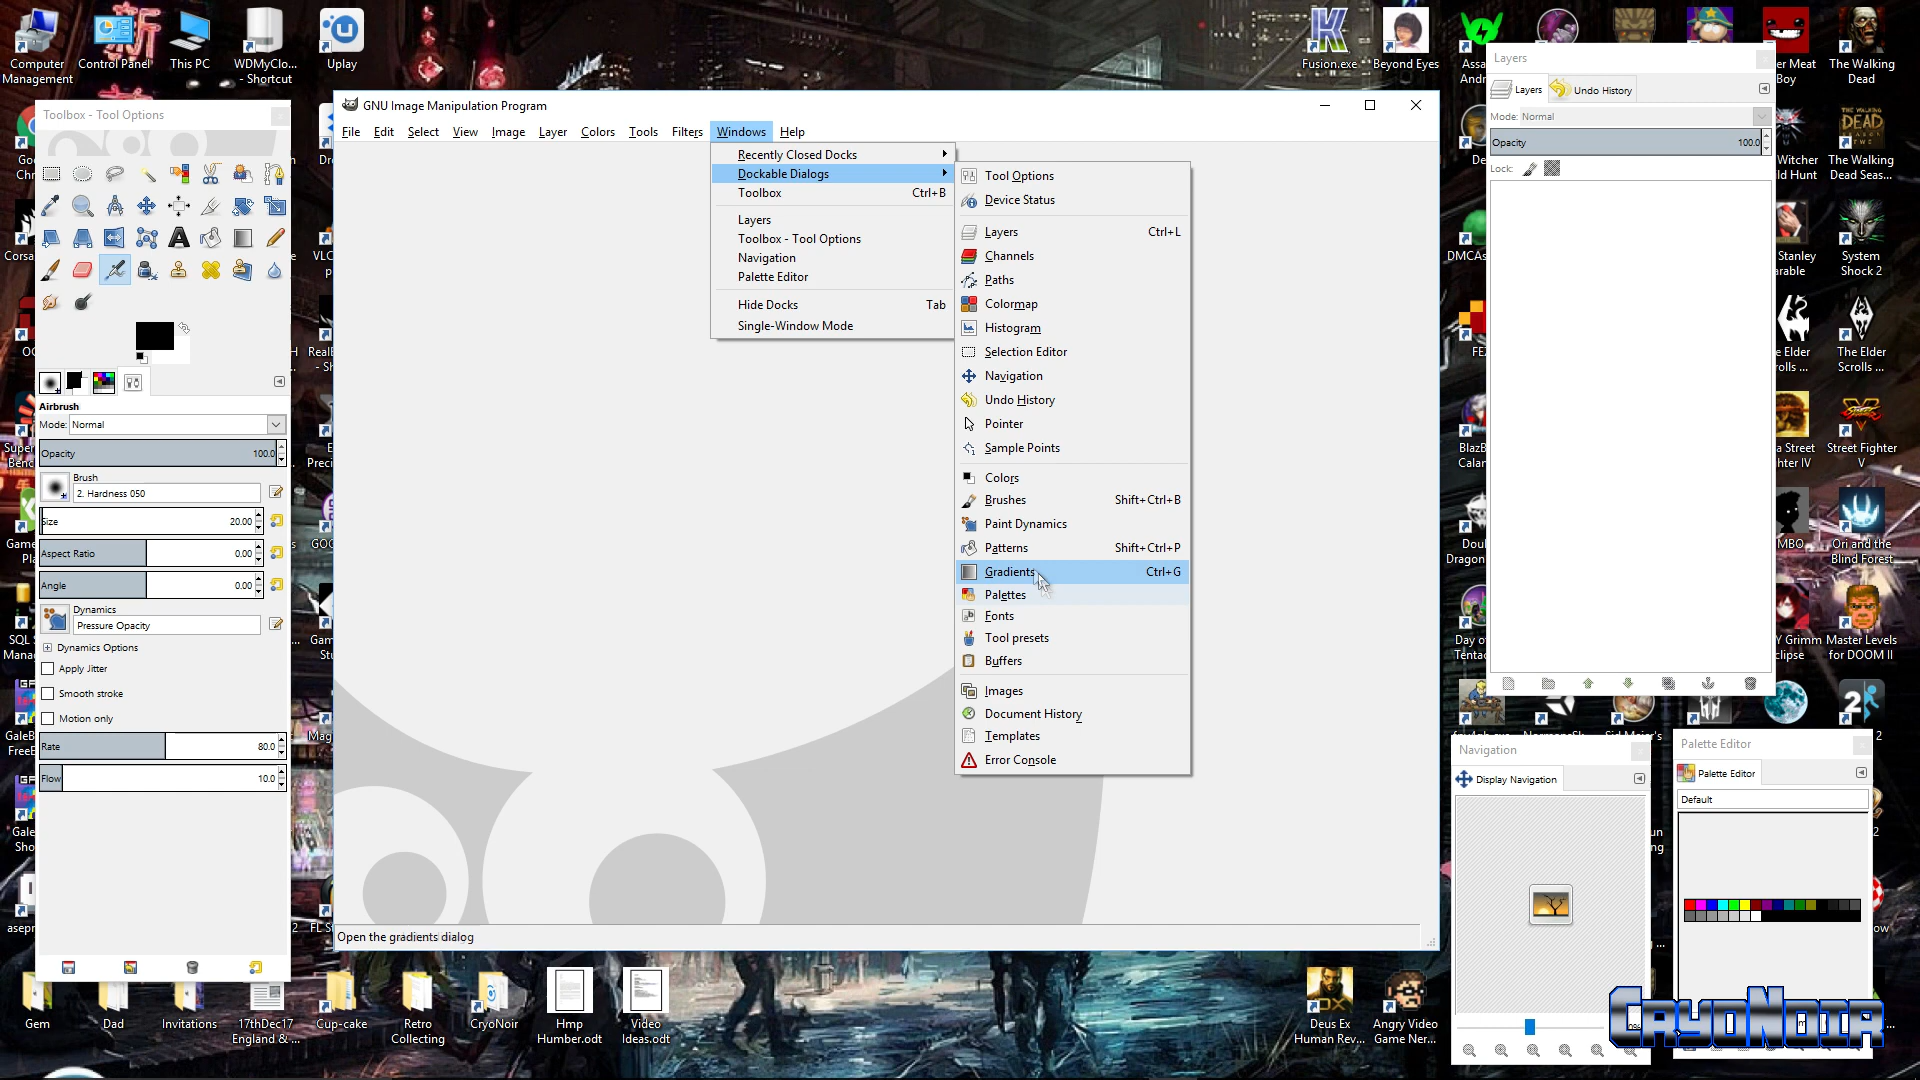 Computer
Management
Control Panel
This PC
WDMyClo...
- Shortcut
Uplay
Fusion.exe
Beyond Eyes
The Walking
Dead
Toolbox - Tool Options
GNU Image Manipulation Program
File Edit Select View Image Layer Colors Tools Filters Windows Help
Recently Closed Docks
Dockable Dialogs
Toolbox Ctrl+B
Layers
Toolbox - Tool Options
Navigation
Palette Editor
Hide Docks Tab
Single-Window Mode
Tool Options
Device Status
Layers Ctrl+L
Channels
Paths
Colormap
Histogram
Selection Editor
Navigation
Undo History
Pointer
Sample Points
Colors
Brushes Shift+Ctrl+B
Paint Dynamics
Patterns Shift+Ctrl+P
Gradients Ctrl+G
Palettes
Fonts
Tool presets
Buffers
Images
Document History
Templates
Error Console
Airbrush
Mode: Normal
Opacity 100.0
Brush
2. Hardness 050
Size 20.00
Aspect Ratio 0.00
Angle 0.00
Dynamics
Pressure Opacity
Dynamics Options
Apply Jitter
Smooth stroke
Motion only
Rate 80.0
Flow 10.0
Open the gradients dialog
Layers
Layers Undo History
Mode: Normal
Opacity 100.0
Lock:
The Walking
Dead Seas...
System
Shock 2
The Elder
Scrolls ...
Street Fighter
V
Ori and the
Blind Forest
Master Levels
for DOOM II
Navigation
Display Navigation
Palette Editor
Palette Editor
Default
Gem
Dad
Invitations
17thDec17
England & ...
Cup-cake
Retro
Collecting
CryoNoir
Hmp
Humber.odt
Video
Ideas.odt
Deus Ex
Human Rev...
Angry Video
Game Ner...
CryoNoir